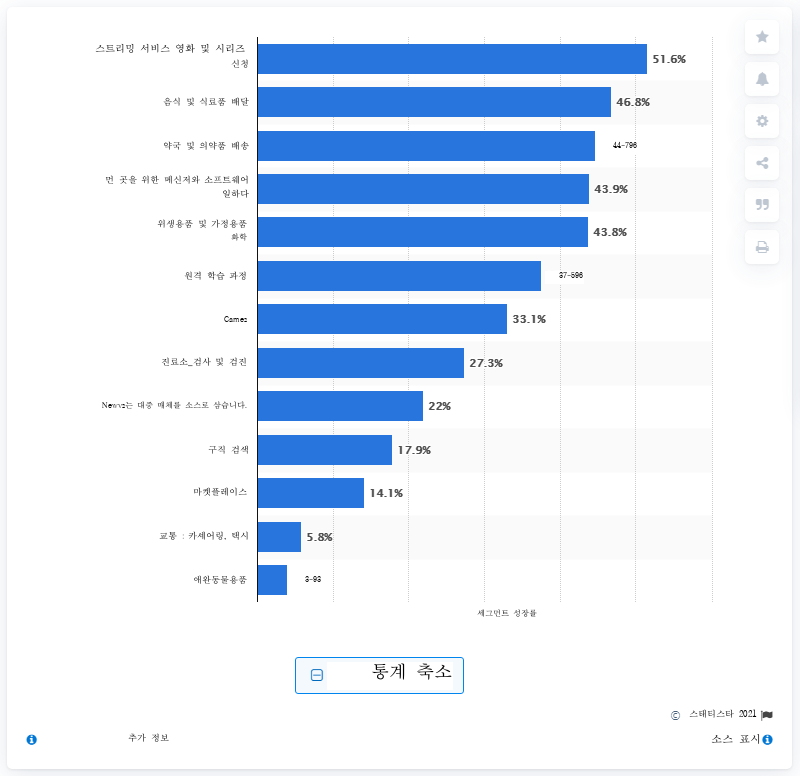 스트리밍 서비스 영화 및 시리즈
신청
51.6%
음식 및 식료품 배달
46.8%
약국 및 의약품 배송
44-796
먼 곳을 위한 메신저와 소프트웨어
일하다
43.9%
위생용품 및 가정용품
화학
43.8%
원격 학습 과정
37-596
Games
33.1%
진료소_검사 및 검진
27.3%
Newvz는 대중 매체를 소스로 삼습니다.
22%
구직 검색
17.9%
마켓플레이스
14.1%
교통 : 카셰어링, 택시
5.8%
애완동물용품
3-93
세그먼트 성장률
통계 축소
© 스태티스타 2021
추가 정보
소스 표시